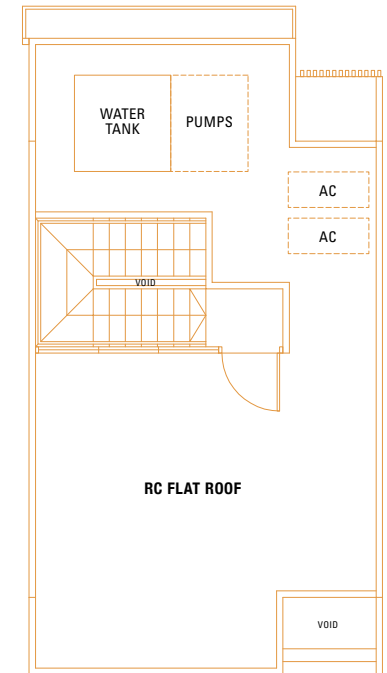 WATER
TANK
PUMPS
AC
AC
VOID
RC FLAT ROOF
VOID